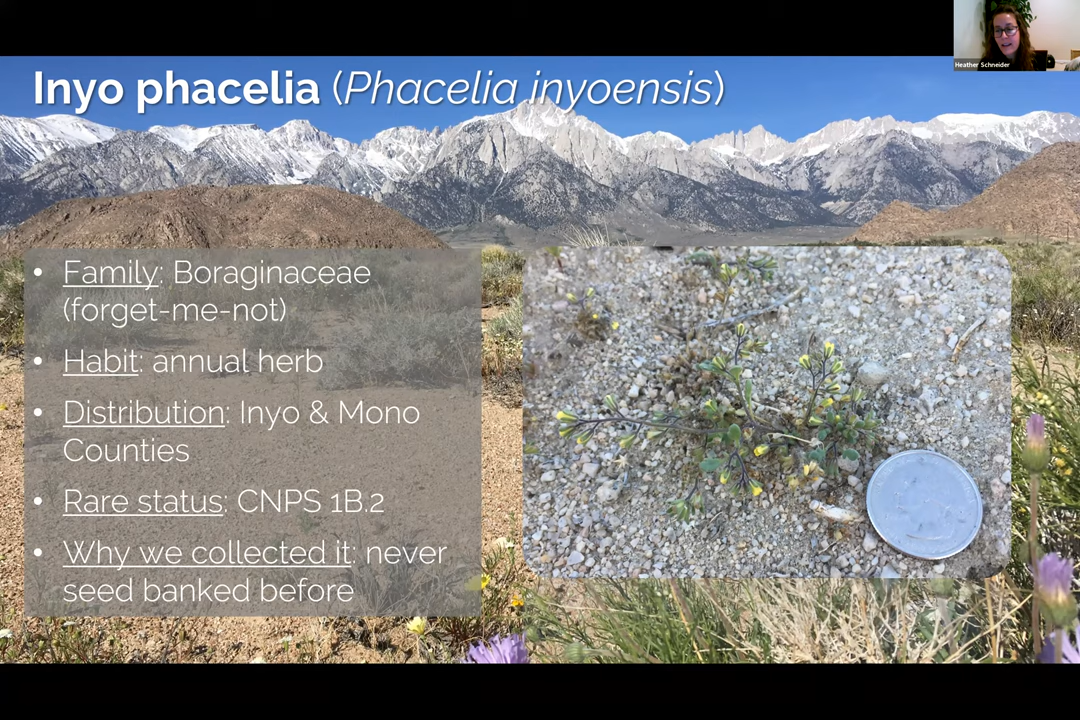 Heather Schneider
Inyo phacelia (Phacelia inyoensis)
• Family: Boraginaceae
(forget-me-not)
• Habit: annual herb
• Distribution: Inyo & Mono
Counties
• Rare status: CNPS 1B.2
• Why we collected it: never
seed banked before